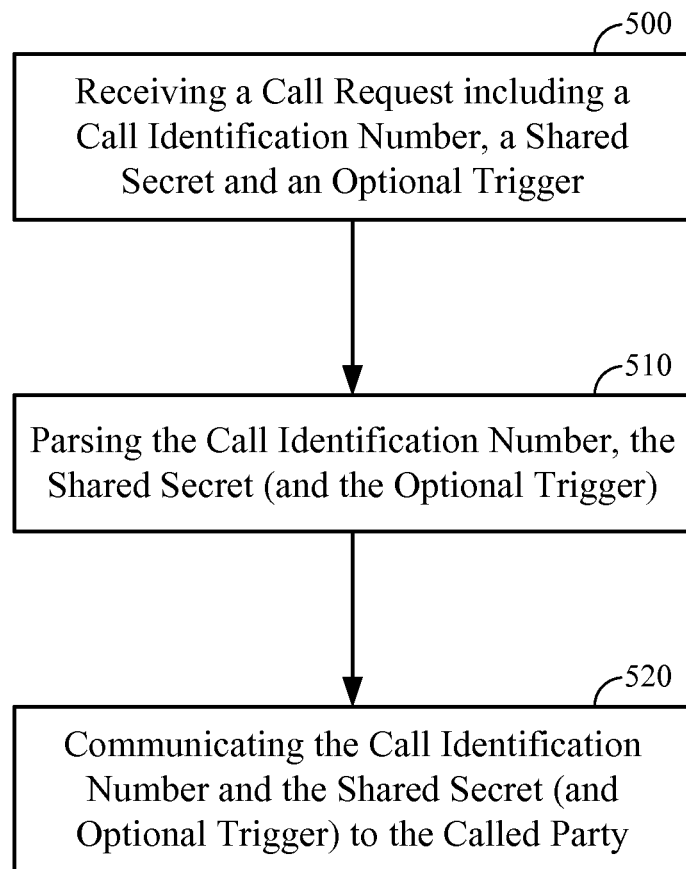 500
Receiving a Call Request including a
Call Identification Number, a Shared
Secret and an Optional Trigger
510
Parsing the Call Identification Number, the
Shared Secret (and the Optional Trigger)
520
Communicating the Call Identification
Number and the Shared Secret (and
Optional Trigger) to the Called Party